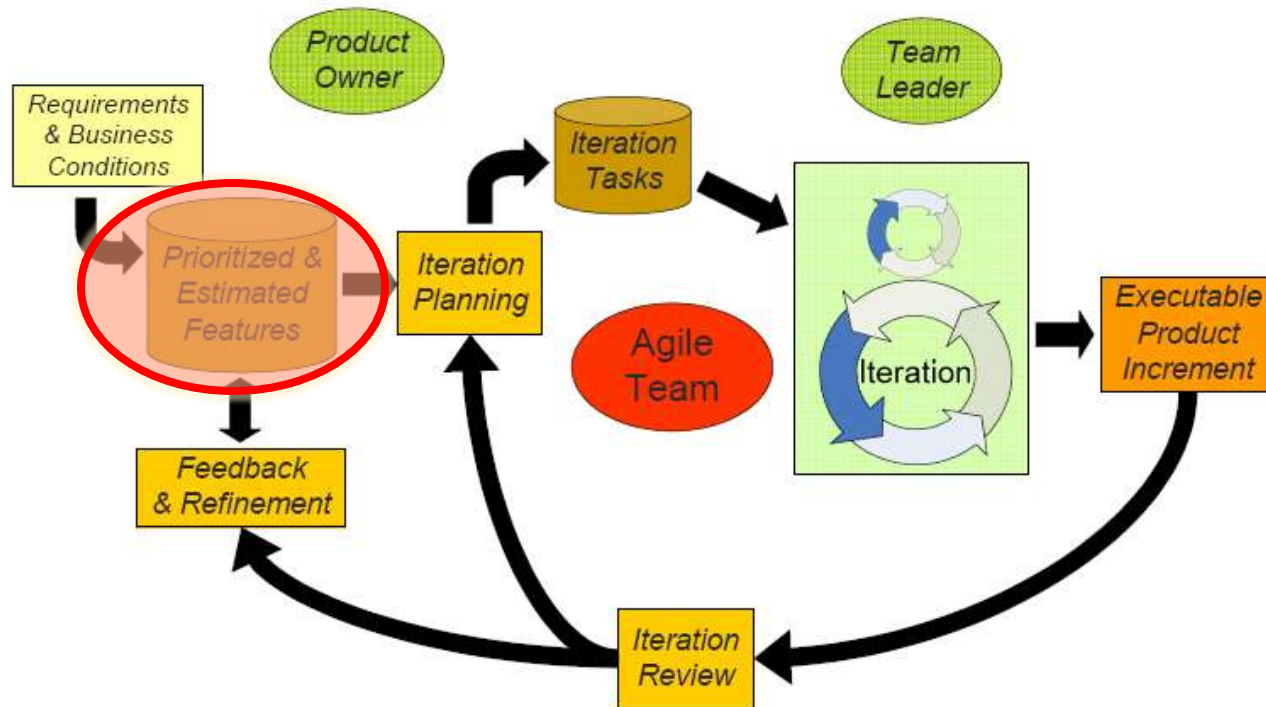 Product
Owner
Team
Leader
Requirements
& Business
Conditions
Iteration
Tasks
Prioritized &
Estimated
Features
Iteration
Planning
Agile
Team
Iteration
Executable
Product
Increment
Feedback
& Refinement
Iteration
Review